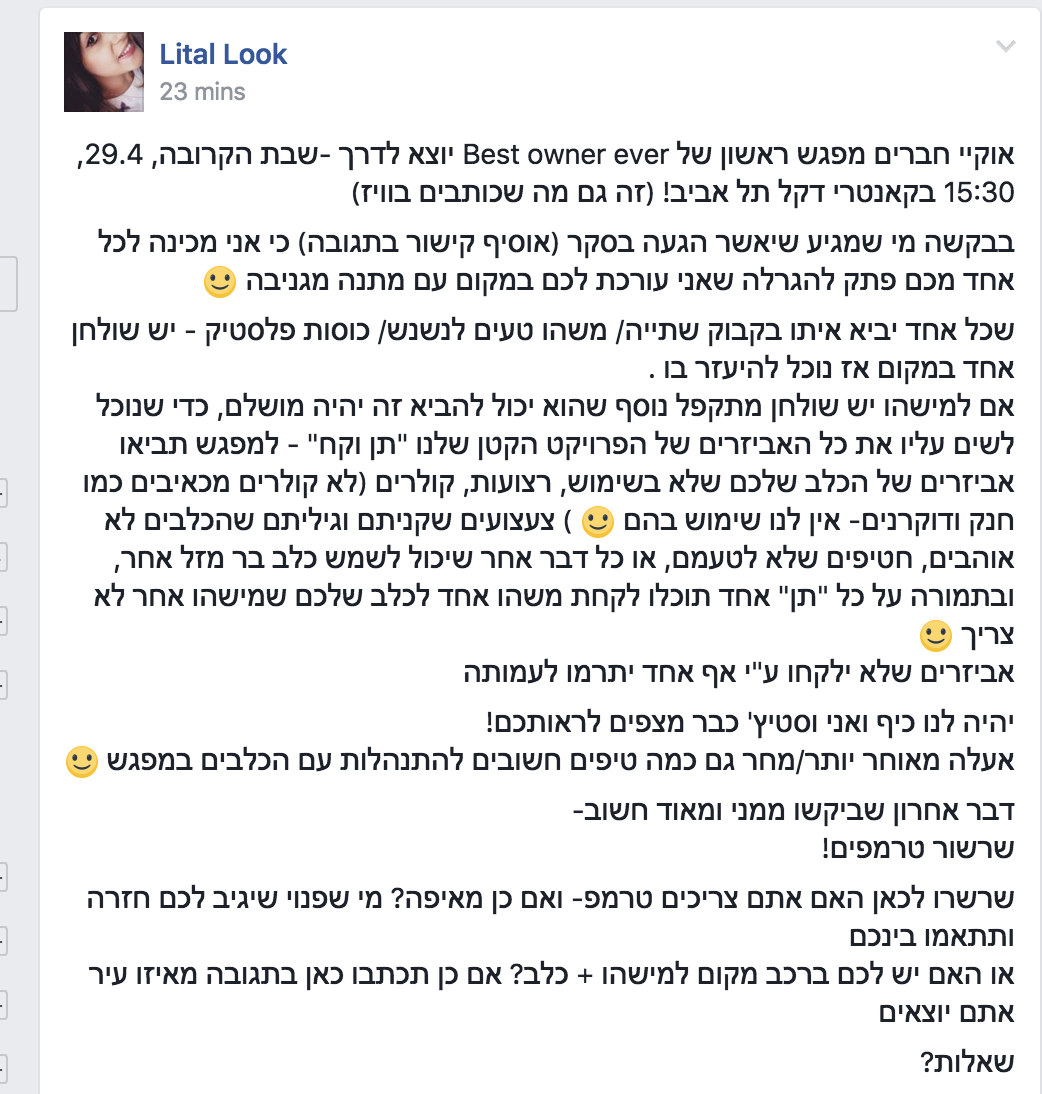 Lital Look
23 mins
אוקיי חברים מפגש ראשון של Best owner ever יוצא לדרך -שבת הקרובה, 29.4,
15:30 בקאנטרי דקל תל אביב! (זה גם מה שכותבים בוויז)
בבקשה מי שמגיע שיאשר הגעה בסקר (אוסיף קישור בתגובה) כי אני מכינה לכל
אחד מכם פתק להגרלה שאני עורכת לכם במקום עם מתנה מגניבה 🙂
שכל אחד יביא איתו בקבוק שתייה/ משהו טעים לנשנש/ כוסות פלסטיק - יש שולחן
אחד במקום אז נוכל להיעזר בו .
אם למישהו יש שולחן מתקפל נוסף שהוא יכול להביא זה יהיה מושלם, כדי שנוכל
לשים עליו את כל האביזרים של הפרויקט הקטן שלנו "תן וקח" - למפגש תביאו
אביזרים של הכלב שלכם שלא בשימוש, רצועות, קולרים (לא קולרים מכאיבים כמו
חנק ודוקרנים- אין לנו שימוש בהם 🙂 ) צעצועים שקניתם וגיליתם שהכלבים לא
אוהבים, חטיפים שלא לטעמם, או כל דבר אחר שיכול לשמש כלב בר מזל אחר,
ובתמורה על כל "תן" אחד תוכלו לקחת משהו אחד לכלב שלכם שמישהו אחר לא
צריך 🙂
אביזרים שלא ילקחו ע"י אף אחד יתרמו לעמותה
יהיה לנו כיף ואני וסטיץ' כבר מצפים לראותכם!
אעלה מאוחר יותר/מחר גם כמה טיפים חשובים להתנהלות עם הכלבים במפגש 🙂
דבר אחרון שביקשו ממני ומאוד חשוב-
שרשור טרמפים!
שרשרו לכאן האם אתם צריכים טרמפ- ואם כן מאיפה? מי שפנוי שיגיב לכם חזרה
ותתאמו בינכם
או האם יש לכם ברכב מקום למישהו + כלב? אם כן תכתבו כאן בתגובה מאיזו עיר
אתם יוצאים
שאלות?